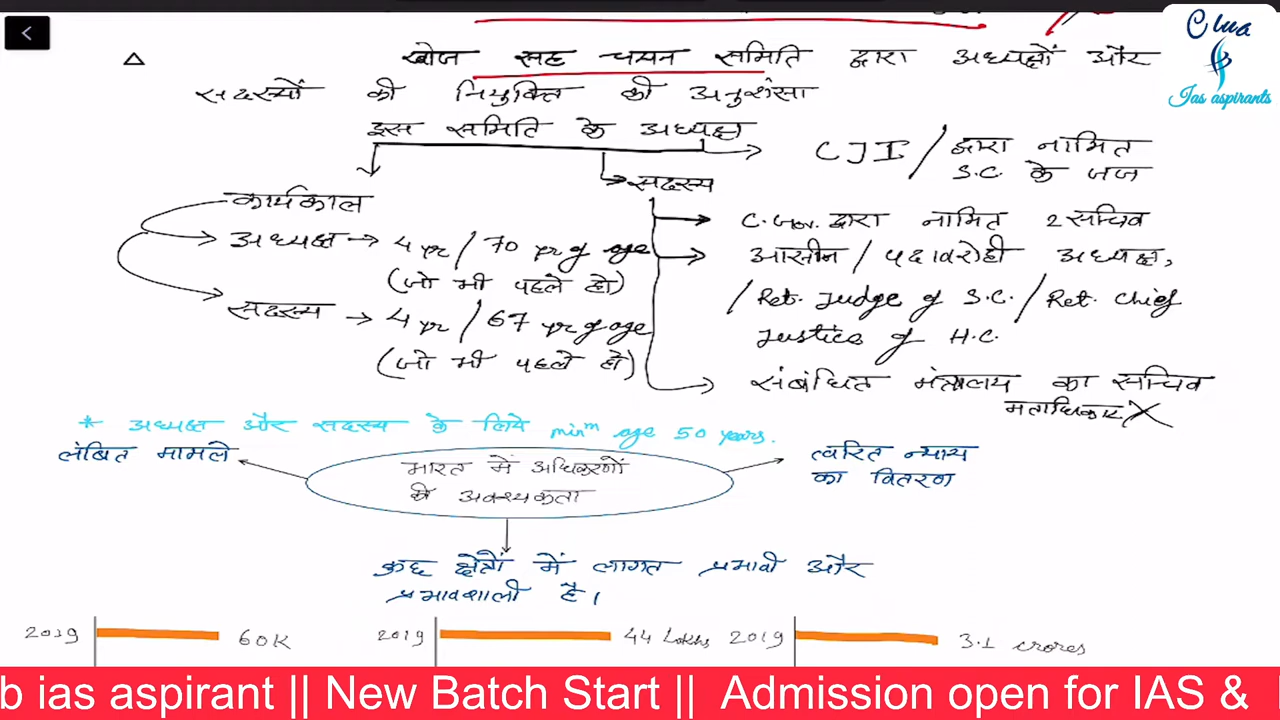 Clua
Ias aspirants
खोज सह चयन समिति द्वारा अध्यक्षों और
सदस्यों की नियुक्ति की अनुशंसा
इस समिति के अध्यक्ष
CJI / द्वारा नामित
S.C. के जज
सदस्य
C. Gov. द्वारा नामित 2 सचिव
आसीन / पदावरोही अध्यक्ष,
/ Ret. Judge of S.C. / Ret. Chief
Justice of H.C.
संबंधित मंत्रालय का सचिव
मताधिकार X
कार्यकाल
अध्यक्ष → 4 yr / 70 yr of age
(जो भी पहले हो)
सदस्य → 4 yr / 67 yr of age
(जो भी पहले हो)
* अध्यक्ष और सदस्य के लिये minᵐ age 50 years.
लंबित मामले
भारत में अधिकरणों
की अवश्यकता
त्वरित न्याय
का वितरण
कुछ क्षेत्रों में लागत प्रभावी और
प्रभावशाली है।
2019 60K
2019 44 Lakhs
2019 3.1 crores
b ias aspirant || New Batch Start || Admission open for IAS &